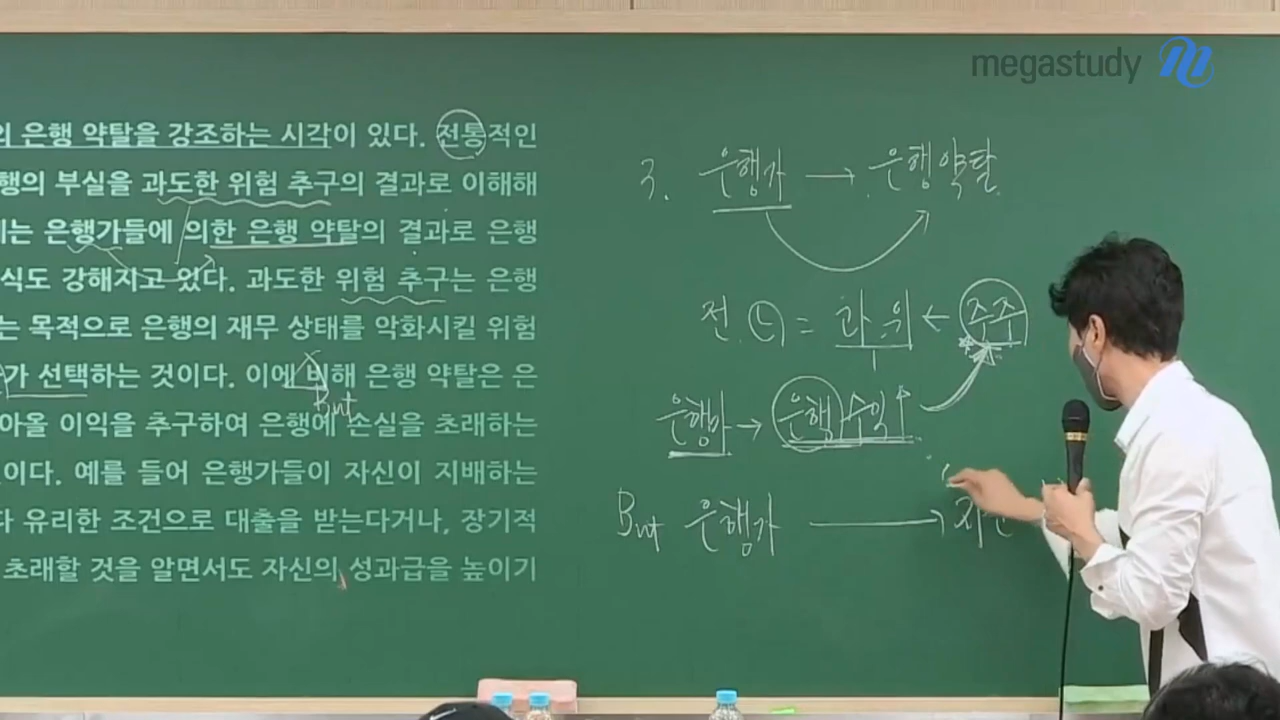 megastudy
의 은행 약탈을 강조하는 시각이 있다. 전통적인
행의 부실을 과도한 위험 추구의 결과로 이해해
는 은행가들에 의한 은행 약탈의 결과로 은행
식도 강해지고 있다. 과도한 위험 추구는 은행
는 목적으로 은행의 재무 상태를 악화시킬 위험
가 선택하는 것이다. 이에 비해 은행 약탈은 은
But
아올 이익을 추구하여 은행에 손실을 초래하는
이다. 예를 들어 은행가들이 자신이 지배하는
다 유리한 조건으로 대출을 받는다거나, 장기적
초래할 것을 알면서도 자신의 성과급을 높이기
3. 은행가 → 은행약탈
전 ㉡ = 과.위 ← 주주
은행 → 은행 수익↑
But 은행가 → 자